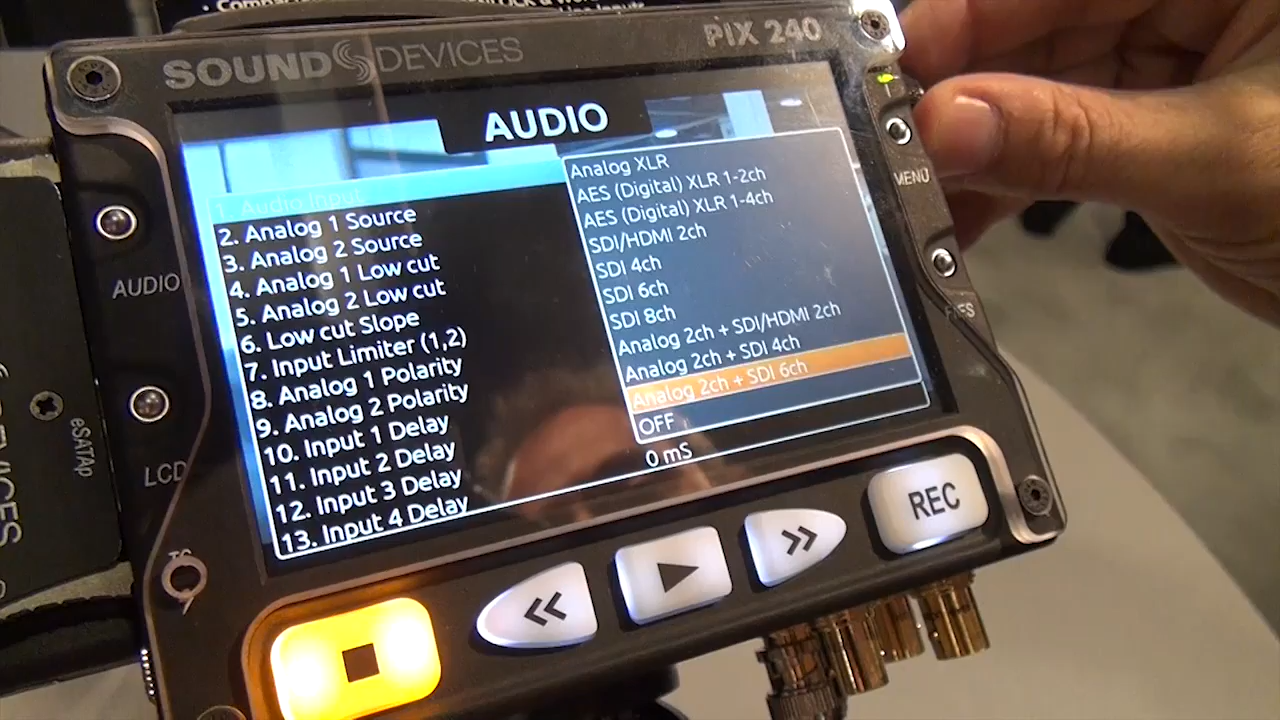 SOUND DEVICES
PIX 240
AUDIO
1. Audio Input
2. Analog 1 Source
3. Analog 2 Source
4. Analog 1 Low cut
5. Analog 2 Low cut
6. Low cut Slope
7. Input Limiter (1,2)
8. Analog 1 Polarity
9. Analog 2 Polarity
10. Input 1 Delay
11. Input 2 Delay
12. Input 3 Delay
13. Input 4 Delay
Analog XLR
AES (Digital) XLR 1-2ch
AES (Digital) XLR 1-4ch
SDI/HDMI 2ch
SDI 4ch
SDI 6ch
SDI 8ch
Analog 2ch + SDI/HDMI 2ch
Analog 2ch + SDI 4ch
Analog 2ch + SDI 6ch
OFF
0 mS
MENU
FILES
AUDIO
LCD
eSATAp
REC